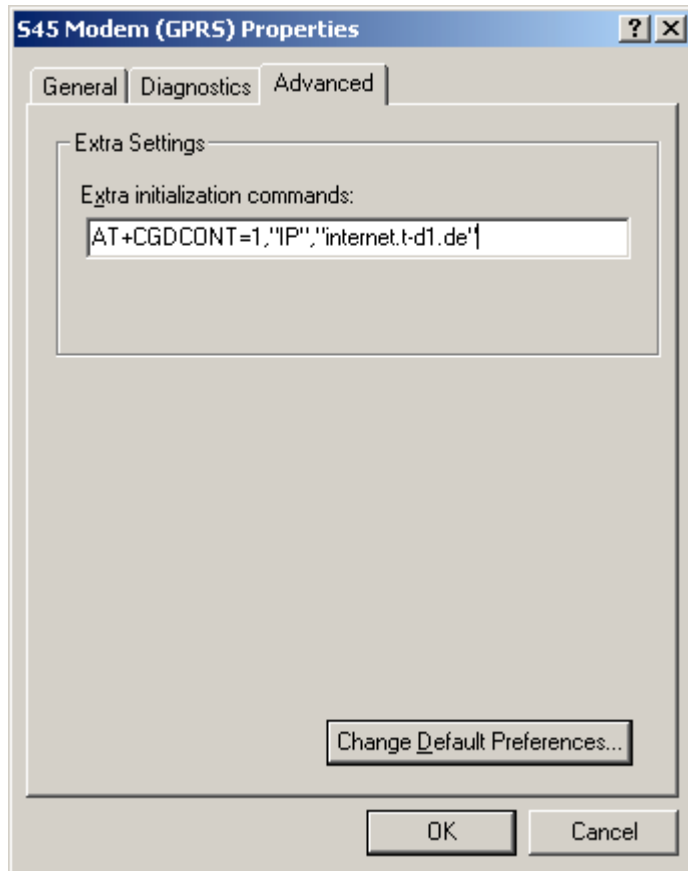 S45 Modem (GPRS) Properties
General Diagnostics Advanced
Extra Settings
Extra initialization commands:
AT+CGDCONT=1,"IP","internet.t-d1.de"
Change Default Preferences...
OK Cancel